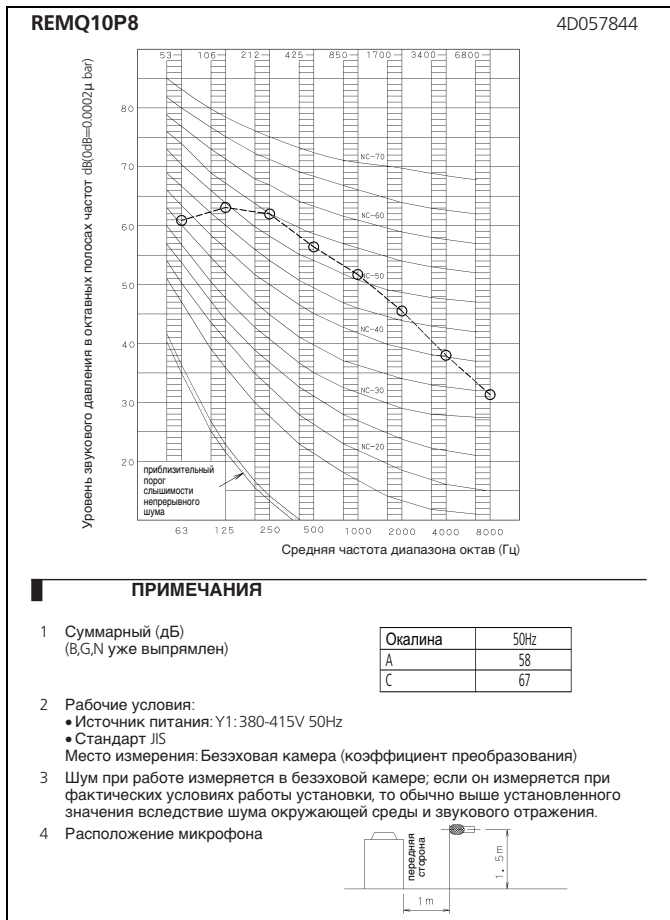 REMQ10P8 4D057844
53 106 212 425 850 1700 3400 6800
Уровень звукового давления в октавных полосах частот dB(0dB=0.0002µ bar)
80
70
60
50
40
30
20
NC-70
NC-60
NC-50
NC-40
NC-30
NC-20
приблизительный
порог
слышимости
непрерывного
шума
63 125 250 500 1000 2000 4000 8000
Средняя частота диапазона октав (Гц)
ПРИМЕЧАНИЯ
1 Суммарный (дБ)
(B,G,N уже выпрямлен)
Окалина 50Hz
A 58
C 67
2 Рабочие условия:
• Источник питания: Y1: 380-415V 50Hz
• Стандарт JIS
Место измерения: Безэховая камера (коэффициент преобразования)
3 Шум при работе измеряется в безэховой камере; если он измеряется при
фактических условиях работы установки, то обычно выше установленного
значения вследствие шума окружающей среды и звукового отражения.
4 Расположение микрофона
передняя
сторона
1.5m
1m